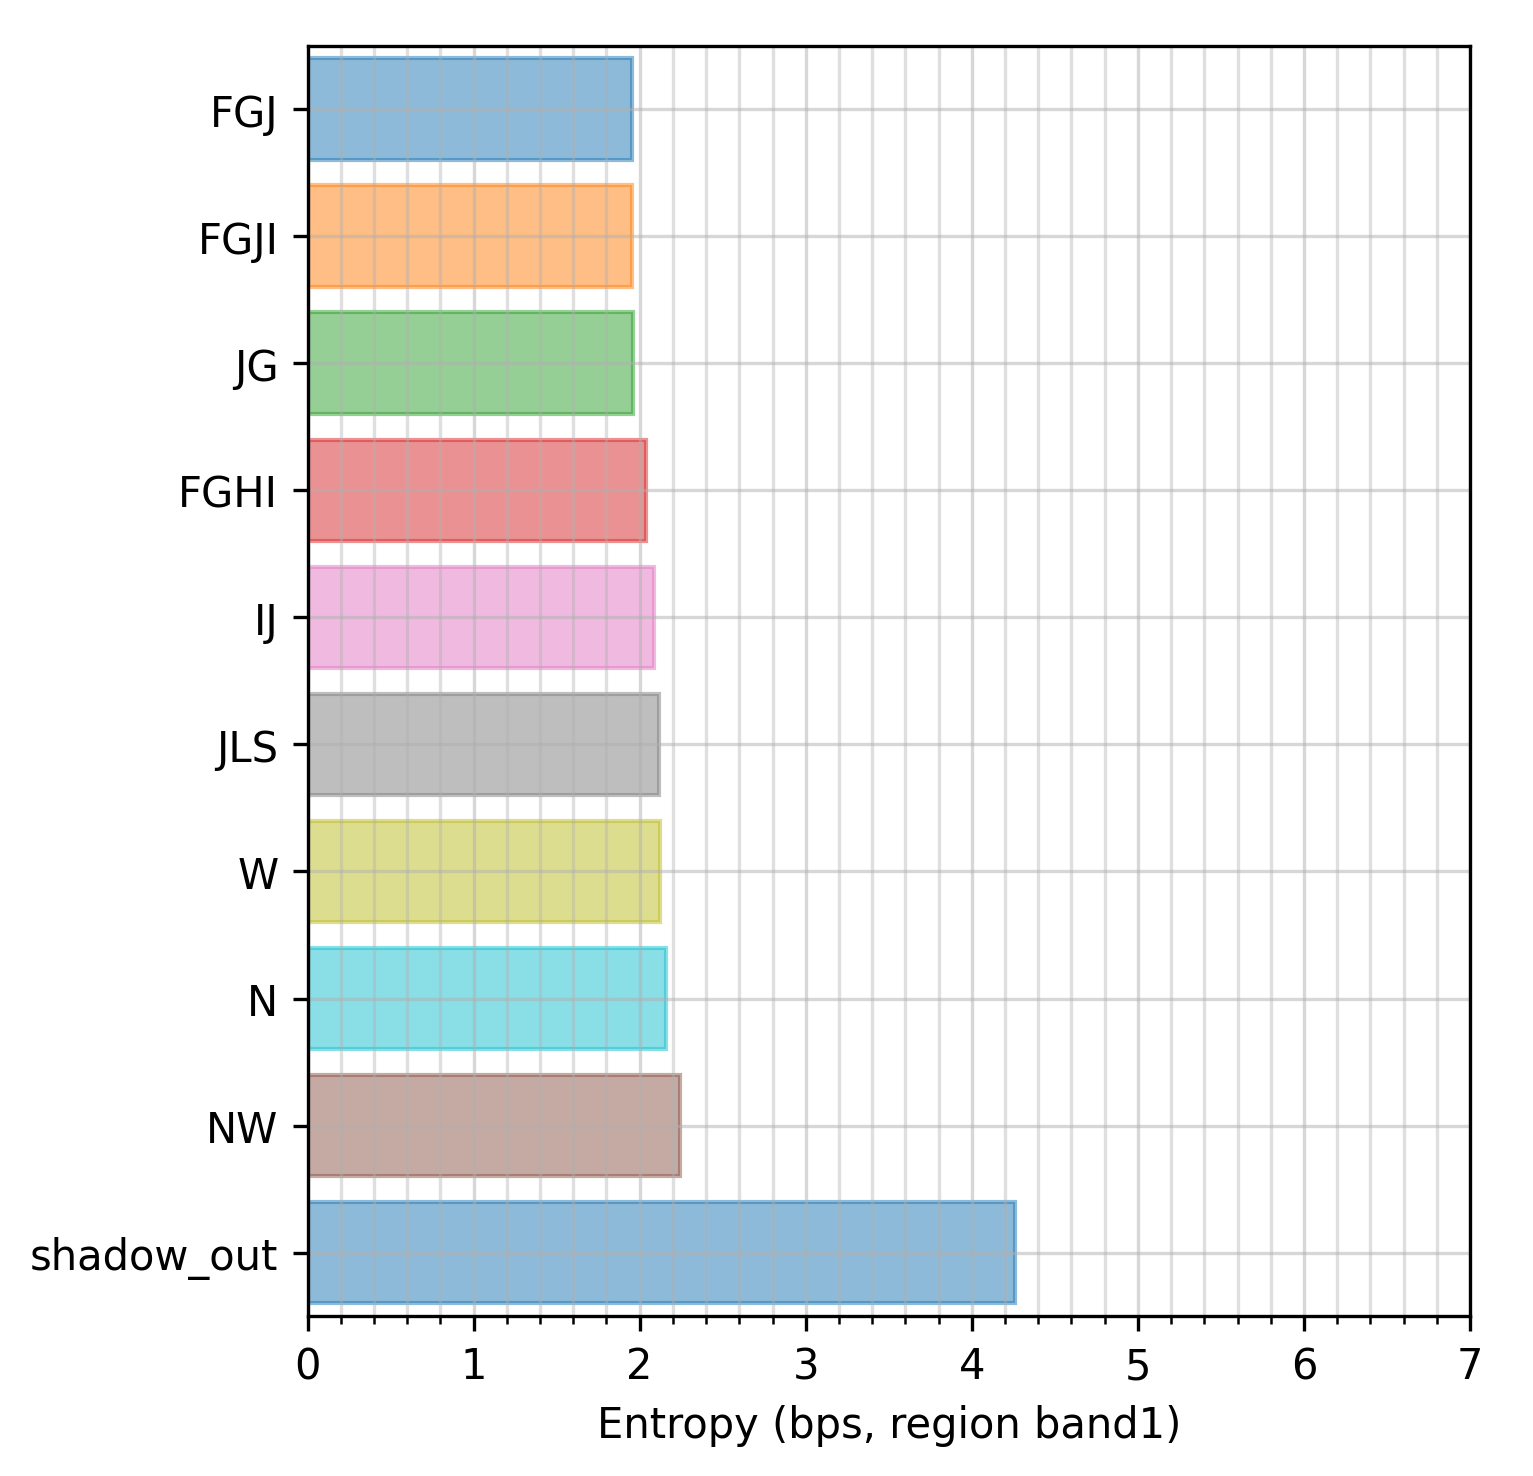 FGJ
FGJI
JG
FGHI
IJ
JLS
W
N
NW
shadow_out
0 1 2 3 4 5 6 7
Entropy (bps, region band1)